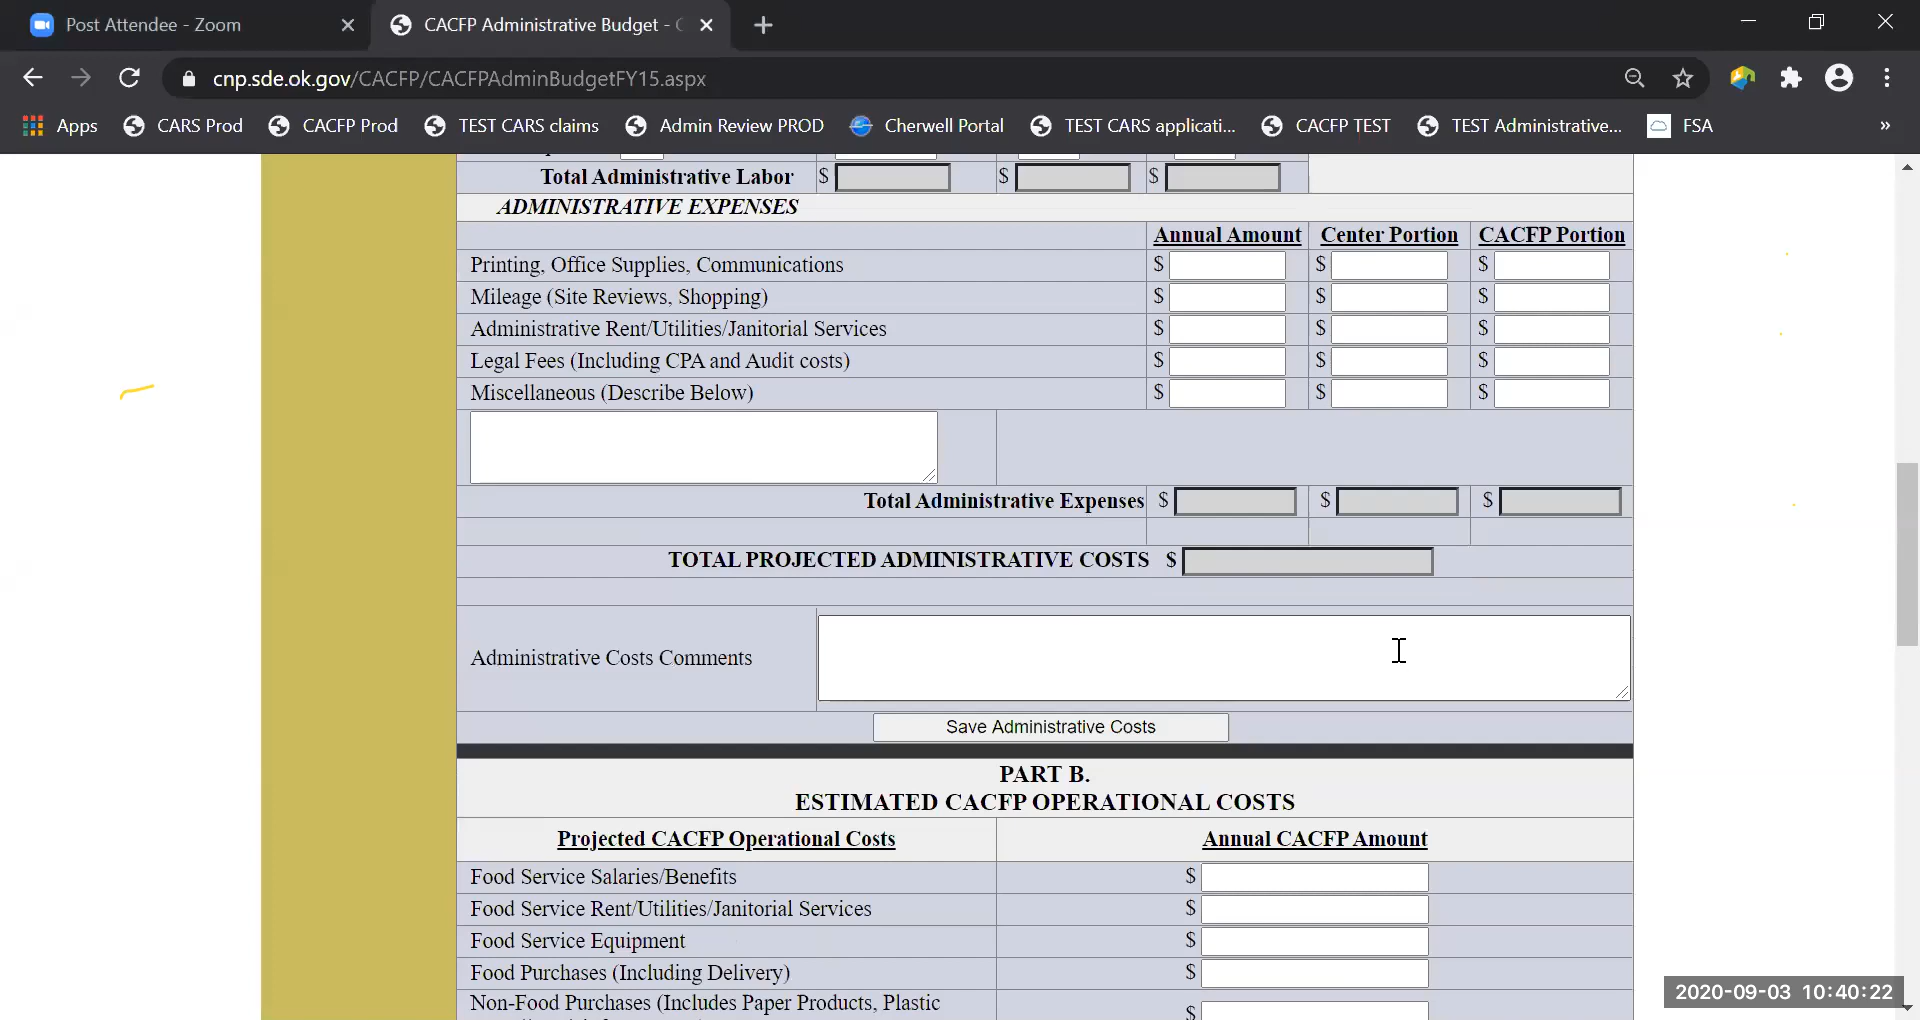 Post Attendee - Zoom
CACFP Administrative Budget -
cnp.sde.ok.gov/CACFP/CACFPAdminBudgetFY15.aspx
Apps CARS Prod CACFP Prod TEST CARS claims Admin Review PROD Cherwell Portal TEST CARS applicati... CACFP TEST TEST Administrative... FSA »
Total Administrative Labor $ $ $
ADMINISTRATIVE EXPENSES
Annual Amount Center Portion CACFP Portion
Printing, Office Supplies, Communications $ $ $
Mileage (Site Reviews, Shopping) $ $ $
Administrative Rent/Utilities/Janitorial Services $ $ $
Legal Fees (Including CPA and Audit costs) $ $ $
Miscellaneous (Describe Below) $ $ $
Total Administrative Expenses $ $ $
TOTAL PROJECTED ADMINISTRATIVE COSTS $
Administrative Costs Comments
Save Administrative Costs
PART B.
ESTIMATED CACFP OPERATIONAL COSTS
Projected CACFP Operational Costs Annual CACFP Amount
Food Service Salaries/Benefits $
Food Service Rent/Utilities/Janitorial Services $
Food Service Equipment $
Food Purchases (Including Delivery) $
Non-Food Purchases (Includes Paper Products, Plastic $
2020-09-03 10:40:22